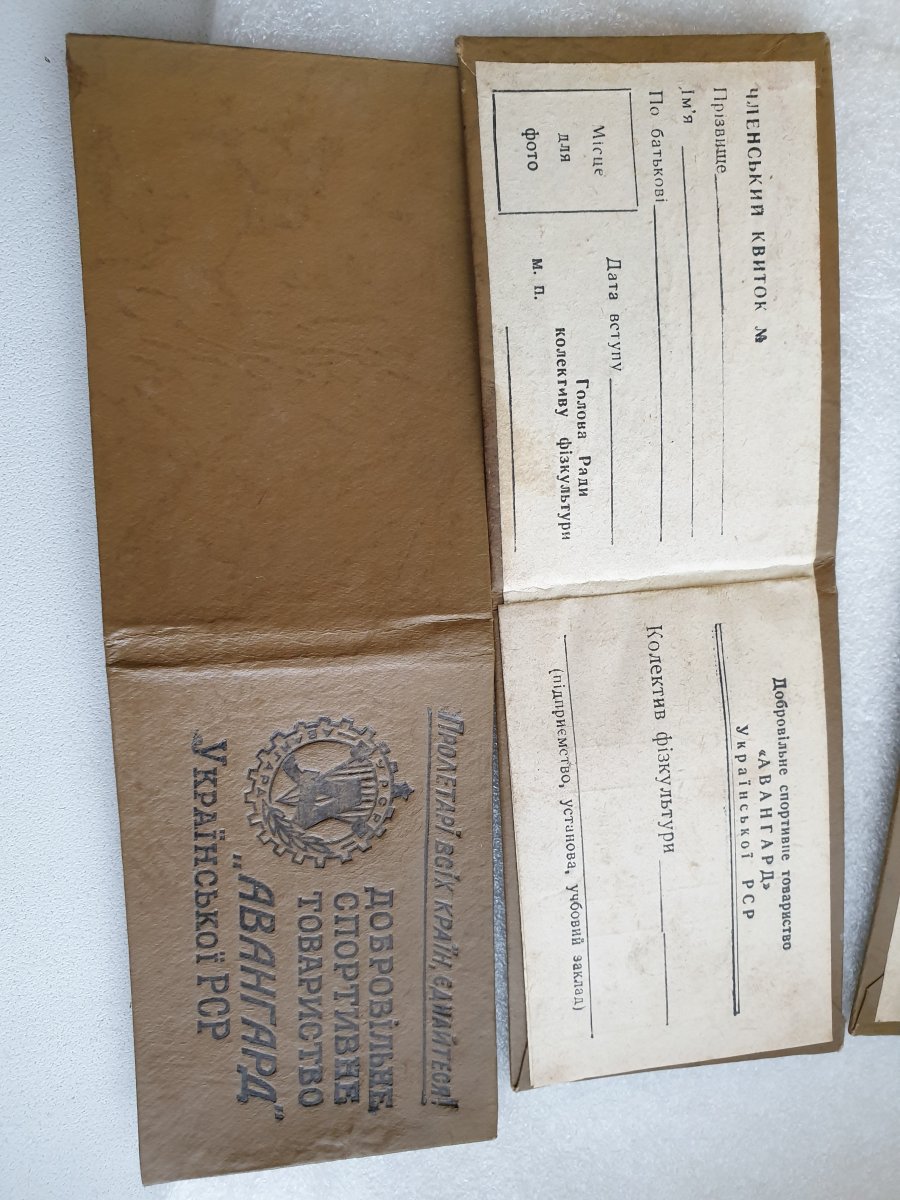 Пролетарі всіх країн, єднайтеся!
УРСР
АВАНГАРД
ДОБРОВІЛЬНЕ
СПОРТИВНЕ
ТОВАРИСТВО
„АВАНГАРД”
Української РСР
ЧЛЕНСЬКИЙ КВИТОК №
Прізвище
Ім'я
По батькові
Місце
для
фото
Дата вступу
Голова Ради
колективу фізкультури
м. п.
Добровільне спортивне товариство
«АВАНГАРД»
Української РСР
Колектив фізкультури
(підприємство, установа, учбовий заклад)